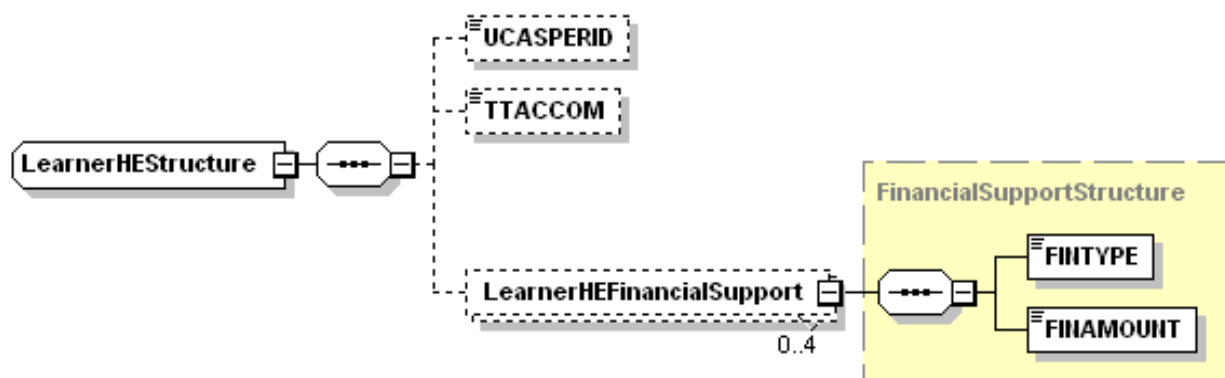 UCASPERID
TTACCOM
LearnerHEStructure
FinancialSupportStructure
FINTYPE
LearnerHEFinancialSupport
FINAMOUNT
0..4